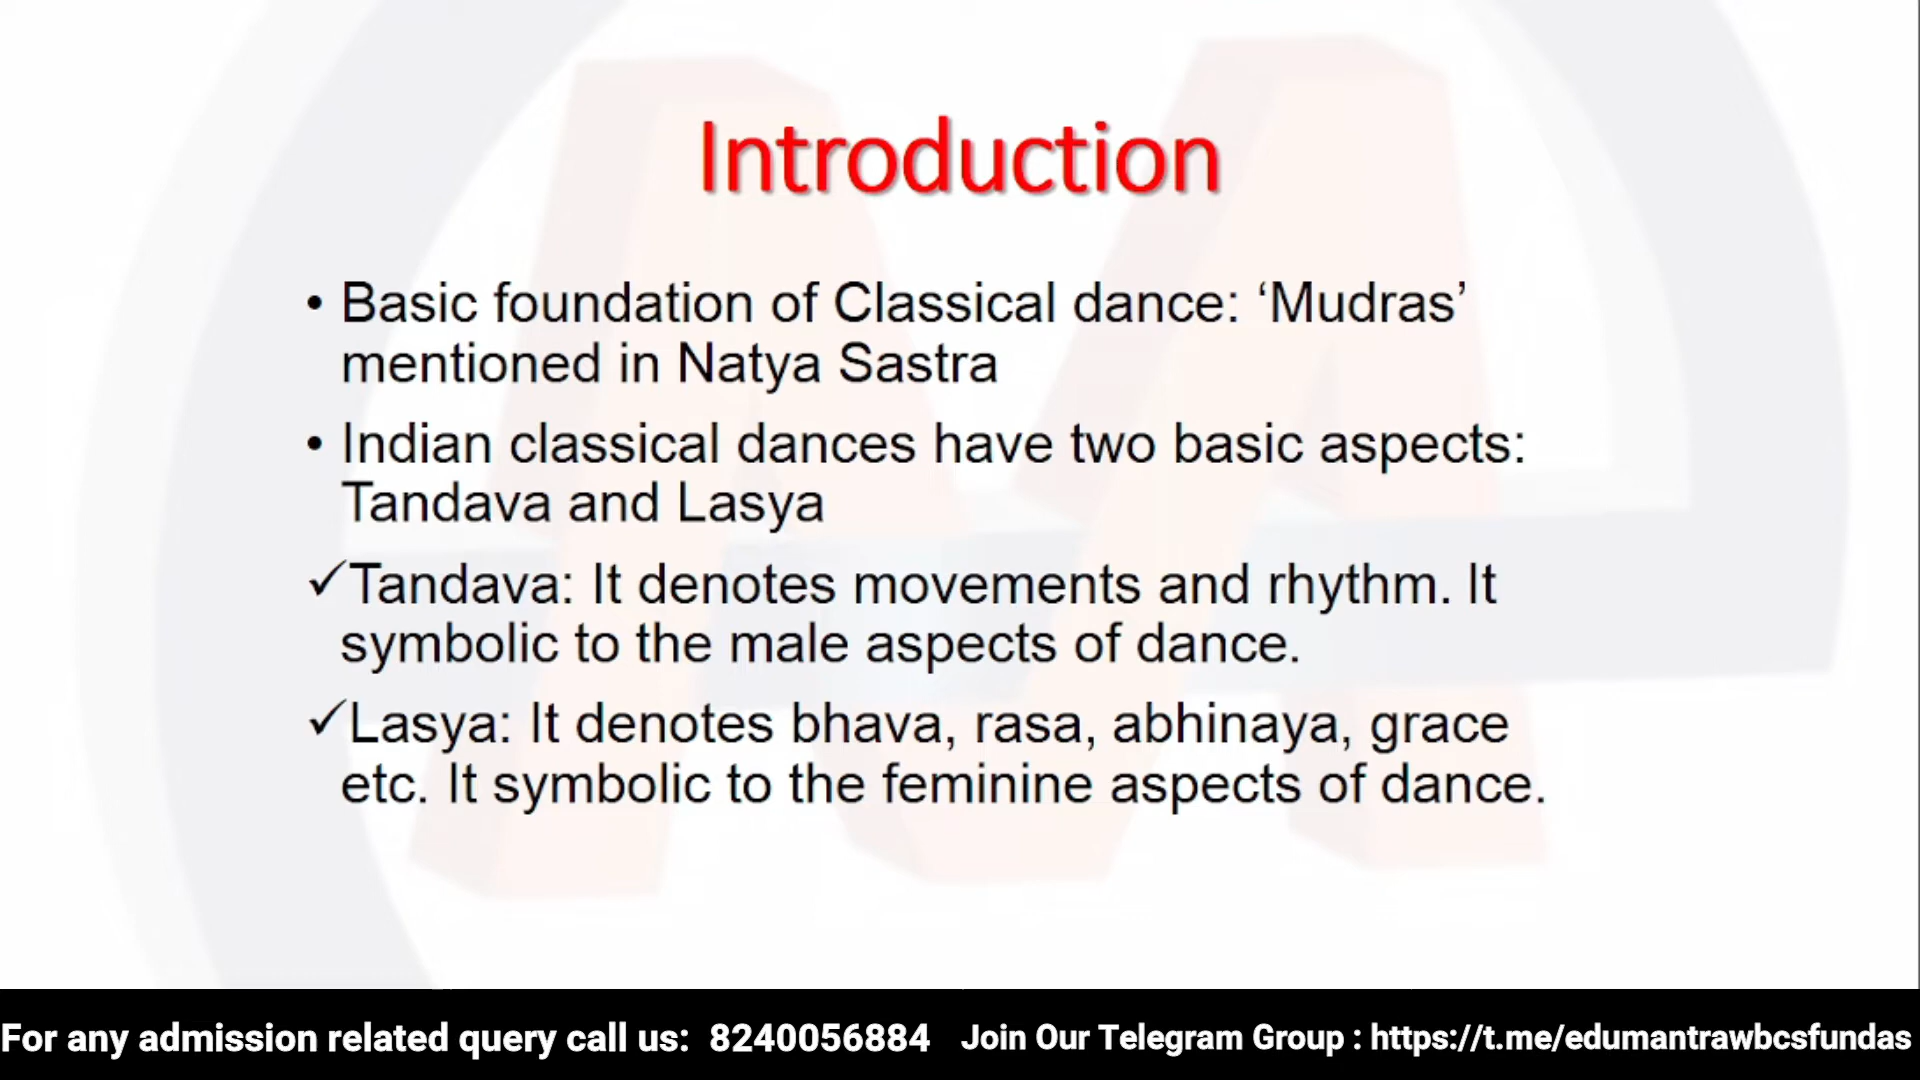 Introduction
• Basic foundation of Classical dance: ‘Mudras’
mentioned in Natya Sastra
• Indian classical dances have two basic aspects:
Tandava and Lasya
✓Tandava: It denotes movements and rhythm. It
symbolic to the male aspects of dance.
✓Lasya: It denotes bhava, rasa, abhinaya, grace
etc. It symbolic to the feminine aspects of dance.
For any admission related query call us: 8240056884 Join Our Telegram Group : https://t.me/edumantrawbcsfundas